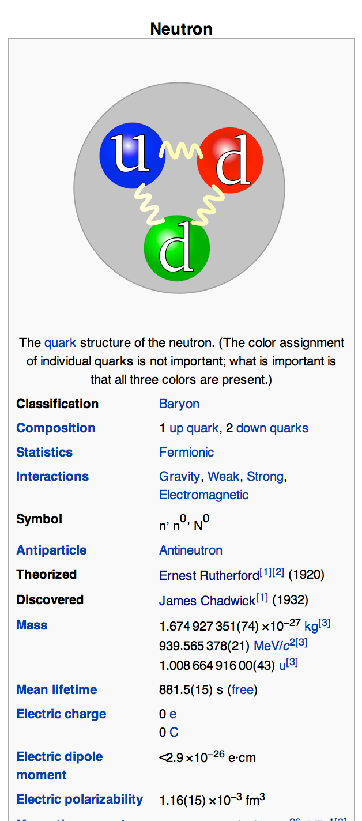 Neutron
u d
d
The quark structure of the neutron. (The color assignment
of individual quarks is not important; what is important is
that all three colors are present.)
Classification Baryon
Composition 1 up quark, 2 down quarks
Statistics Fermionic
Interactions Gravity, Weak, Strong,
Electromagnetic
Symbol n, n⁰, N⁰
Antiparticle Antineutron
Theorized Ernest Rutherford[1][2] (1920)
Discovered James Chadwick[1] (1932)
Mass 1.674 927 351(74) ×10⁻²⁷ kg[3]
939.565 378(21) MeV/c²[3]
1.008 664 916 00(43) u[3]
Mean lifetime 881.5(15) s (free)
Electric charge 0 e
0 C
Electric dipole <2.9 ×10⁻²⁶ e·cm
moment
Electric polarizability 1.16(15) ×10⁻³ fm³